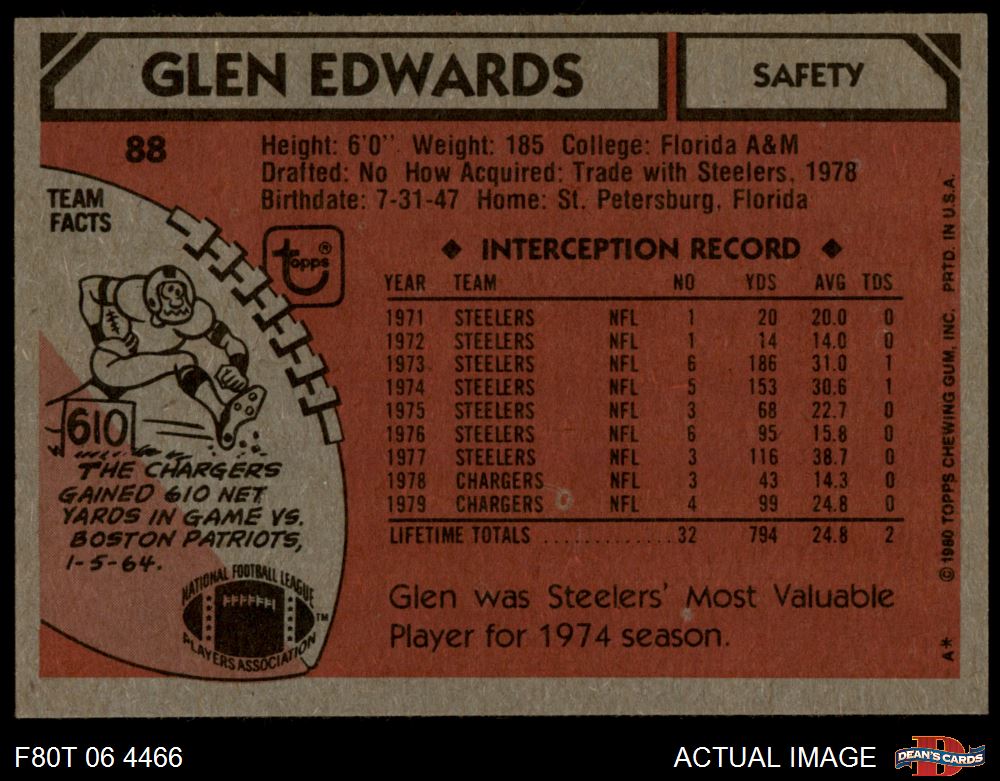 GLEN EDWARDS
SAFETY
88
Height: 6'0" Weight: 185 College: Florida A&M
Drafted: No How Acquired: Trade with Steelers, 1978
Birthdate: 7-31-47 Home: St. Petersburg, Florida
TEAM
FACTS
topps®
610
THE CHARGERS
GAINED 610 NET
YARDS IN GAME VS.
BOSTON PATRIOTS,
1-5-64.
NATIONAL FOOTBALL LEAGUE
PLAYERS ASSOCIATION
TM
◆ INTERCEPTION RECORD ◆
YEAR TEAM NO YDS AVG TDS
1971 STEELERS NFL 1 20 20.0 0
1972 STEELERS NFL 1 14 14.0 0
1973 STEELERS NFL 6 186 31.0 1
1974 STEELERS NFL 5 153 30.6 1
1975 STEELERS NFL 3 68 22.7 0
1976 STEELERS NFL 6 95 15.8 0
1977 STEELERS NFL 3 116 38.7 0
1978 CHARGERS NFL 3 43 14.3 0
1979 CHARGERS NFL 4 99 24.8 0
LIFETIME TOTALS ............. 32 794 24.8 2
Glen was Steelers' Most Valuable
Player for 1974 season.
© 1980 TOPPS CHEWING GUM, INC. PRTD. IN U.S.A.
A*
F80T 06 4466
ACTUAL IMAGE
D
DEAN'S CARDS